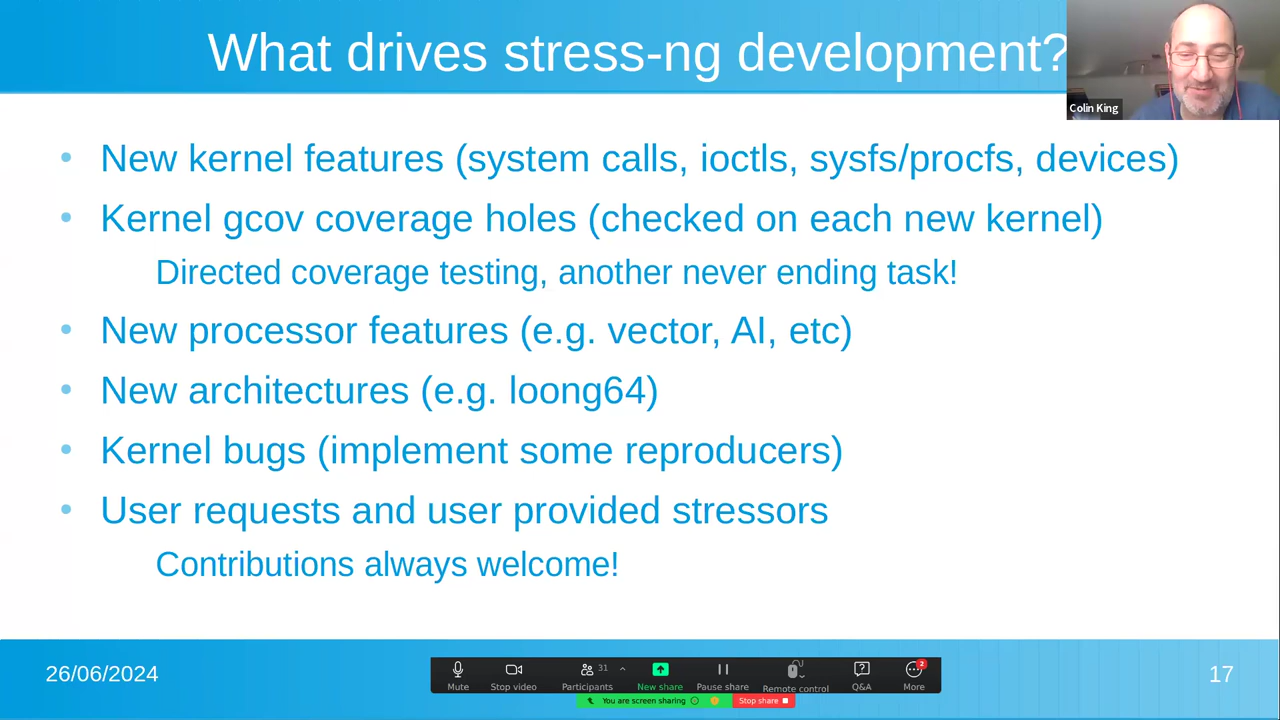 What drives stress-ng development?
Colin King
New kernel features (system calls, ioctls, sysfs/procfs, devices)
Kernel gcov coverage holes (checked on each new kernel)
Directed coverage testing, another never ending task!
New processor features (e.g. vector, AI, etc)
New architectures (e.g. loong64)
Kernel bugs (implement some reproducers)
User requests and user provided stressors
Contributions always welcome!
26/06/2024
31
2
Mute Stop video Participants New share Pause share Remote control Q&A More
You are screen sharing Stop share
17